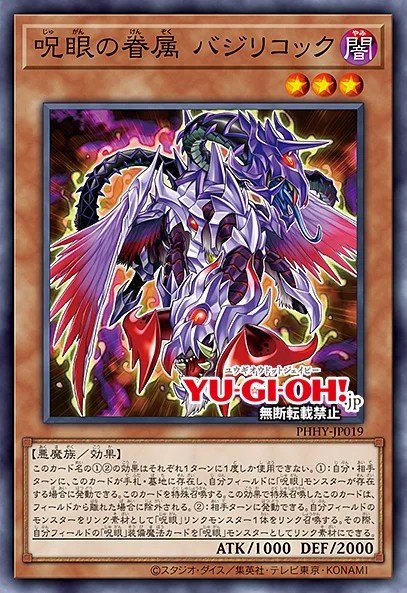 呪眼の眷属 バジリコック
闇
ユウギオウドットジェイピー
YU-GI-OH!.jp
無断転載禁止
PHHY-JP019
【悪魔族／効果】
このカード名の①②の効果はそれぞれ1ターンに1度しか使用できない。①：自分・相手
ターンに、このカードが手札・墓地に存在し、自分フィールドに「呪眼」モンスターが存在
する場合に発動できる。このカードを特殊召喚する。この効果で特殊召喚したこのカードは、
フィールドから離れた場合に除外される。②：相手ターンに発動できる。自分フィールドの
モンスターをリンク素材として「呪眼」リンクモンスター1体をリンク召喚する。その際、
自分フィールドの「呪眼」装備魔法カードを「呪眼」モンスターとしてリンク素材にできる。
ATK/1000 DEF/2000
©スタジオ・ダイス／集英社・テレビ東京・KONAMI